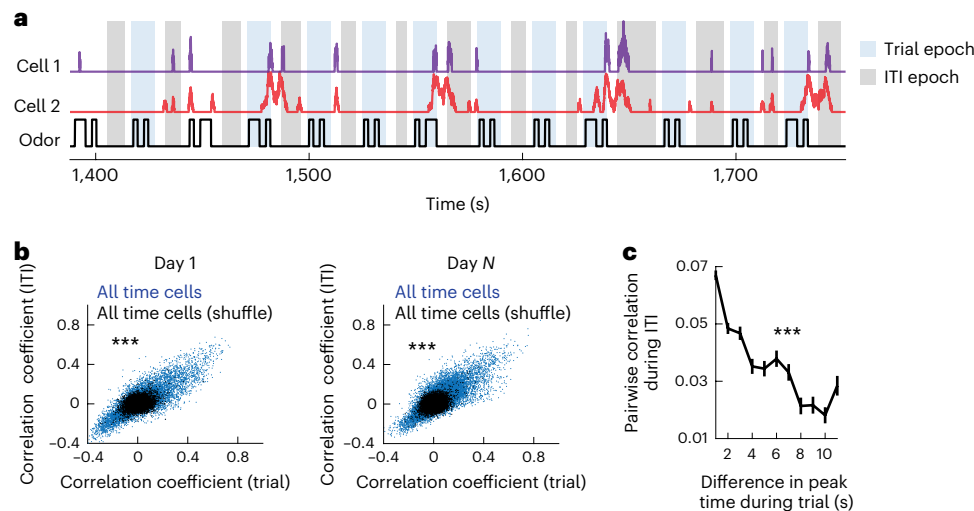 a
Cell 1
Cell 2
Odor
Trial epoch
ITI epoch
1,400
1,500
1,600
1,700
Time (s)
b
Day 1
All time cells
All time cells (shuffle)
***
Correlation coefficient (ITI)
0.8
0.4
0
−0.4
−0.4
0
0.4
0.8
Correlation coefficient (trial)
Day N
All time cells
All time cells (shuffle)
***
Correlation coefficient (ITI)
0.8
0.4
0
−0.4
−0.4
0
0.4
0.8
Correlation coefficient (trial)
c
Pairwise correlation
during ITI
0.07
0.05
0.03
0.01
***
2
4
6
8
10
Difference in peak
time during trial (s)